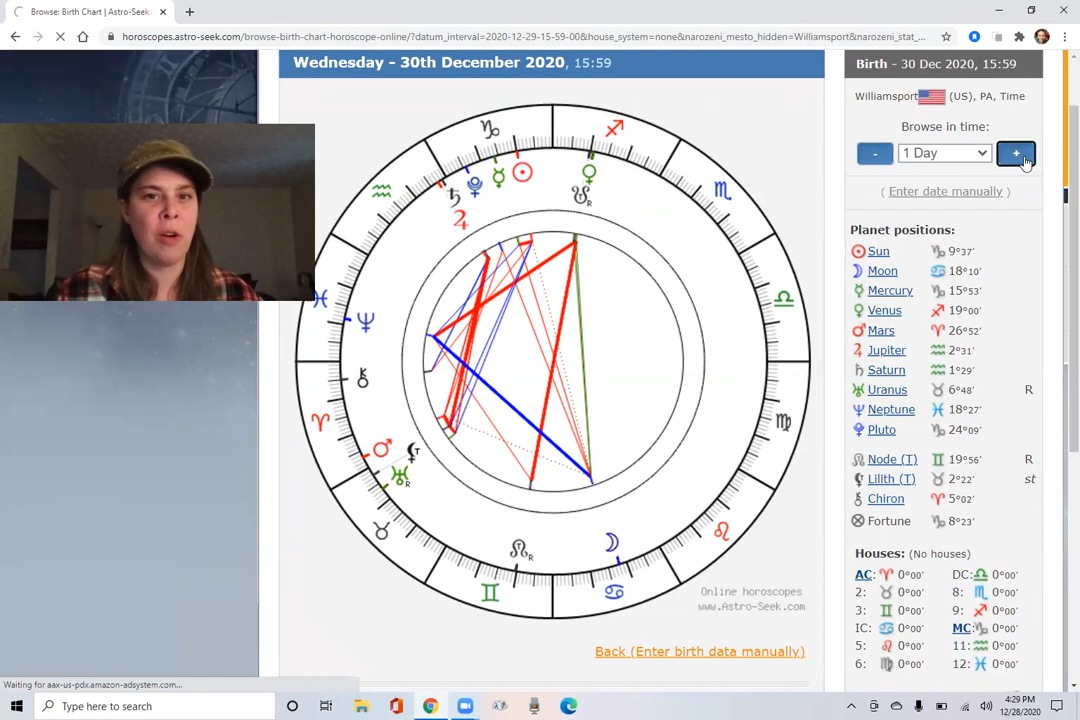 Browse: Birth Chart | Astro-Seek.
horoscopes.astro-seek.com/browse-birth-chart-horoscope-online/?datum_interval=2020-12-29-15-59-00&house_system=none&narozeni_mesto_hidden=Williamsport&narozeni_stat_...
Wednesday - 30th December 2020, 15:59
Birth - 30 Dec 2020, 15:59
Williamsport (US), PA, Time
Browse in time:
- 1 Day +
( Enter date manually )
Planet positions:
Sun 9°37'
Moon 18°10'
Mercury 15°53'
Venus 19°00'
Mars 26°52'
Jupiter 2°31'
Saturn 1°29'
Uranus 6°48' R
Neptune 18°27'
Pluto 24°09'
Node (T) 19°56' R
Lilith (T) 2°22' st
Chiron 5°02'
Fortune 8°23'
Houses: (No houses)
AC: 0°00' DC: 0°00'
2: 0°00' 8: 0°00'
3: 0°00' 9: 0°00'
IC: 0°00' MC: 0°00'
5: 0°00' 11: 0°00'
6: 0°00' 12: 0°00'
R
R
T
T
R
Online horoscopes
www.Astro-Seek.com
Back (Enter birth data manually)
Waiting for aax-us-pdx.amazon-adsystem.com...
Type here to search
4:29 PM
12/28/2020